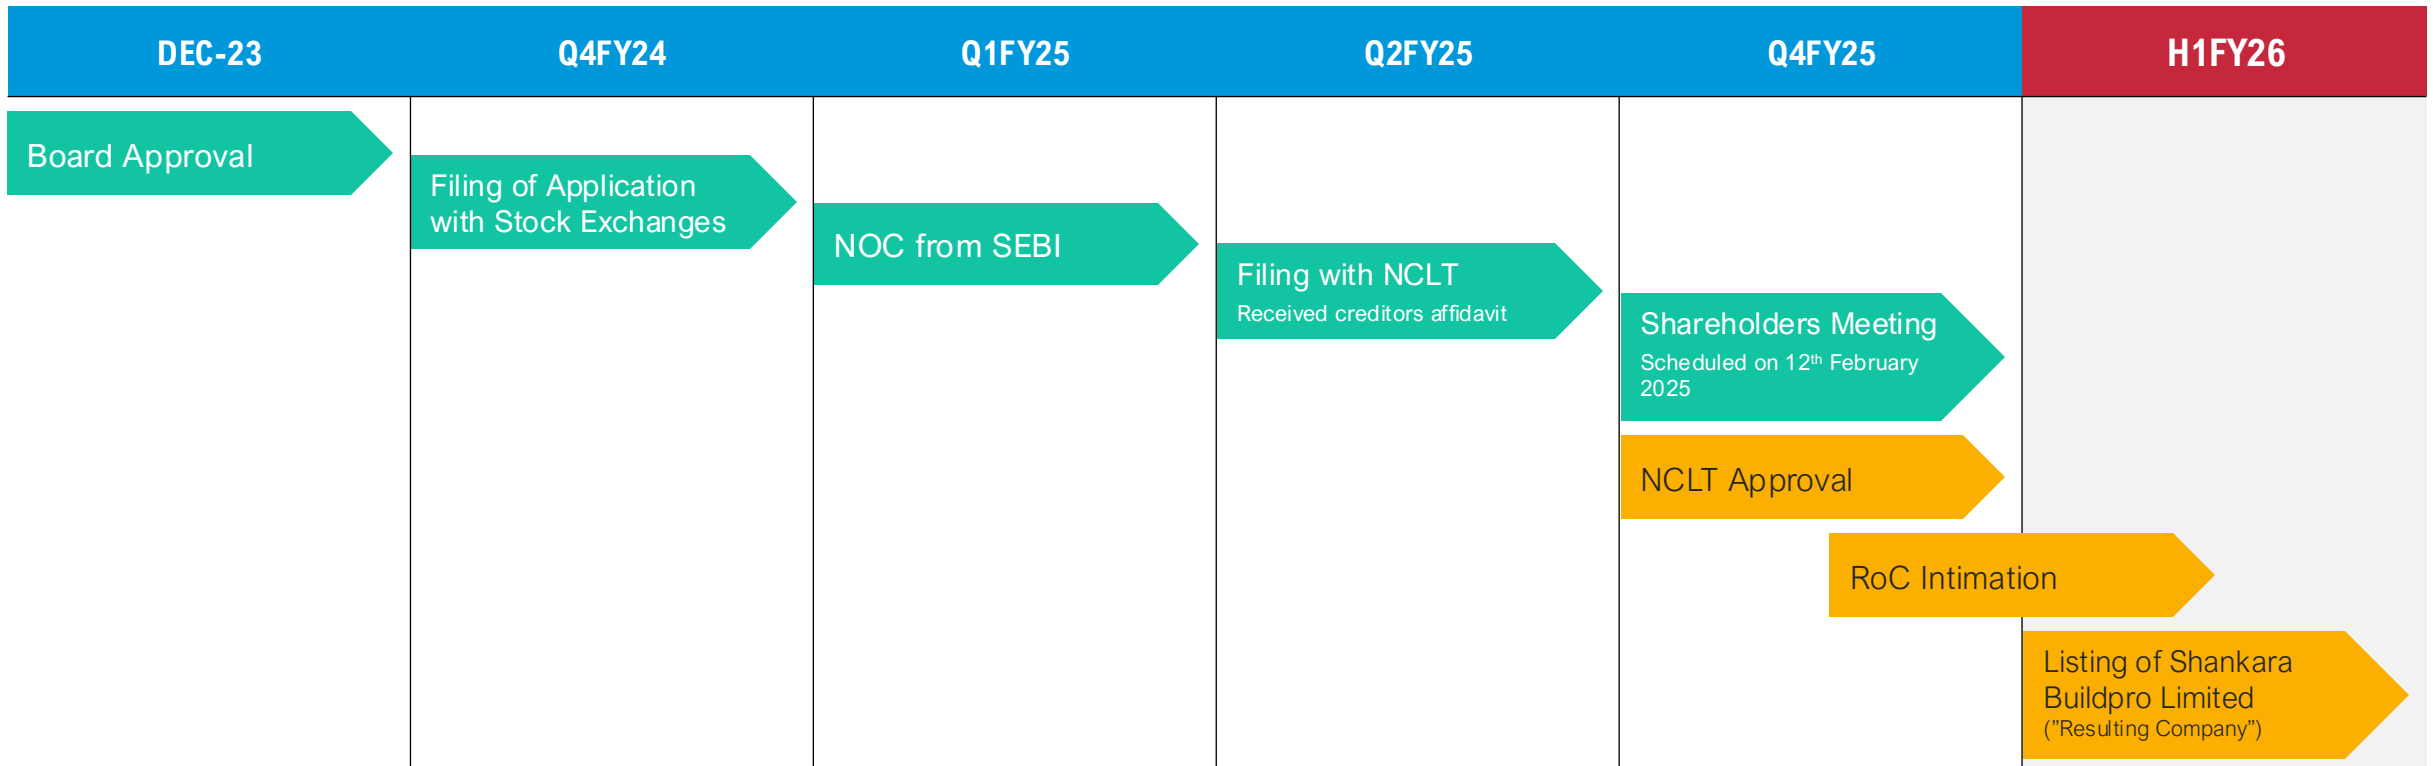 DEC-23
Q4FY24
Q1FY25
Q2FY25
Q4FY25
H1FY26
Board Approval
Filing of Application
with Stock Exchanges
NOC from SEBI
Filing with NCLT
Received creditors affidavit
Shareholders Meeting
Scheduled on 12th February
2025
NCLT Approval
RoC Intimation
Listing of Shankara
Buildpro Limited
(”Resulting Company”)